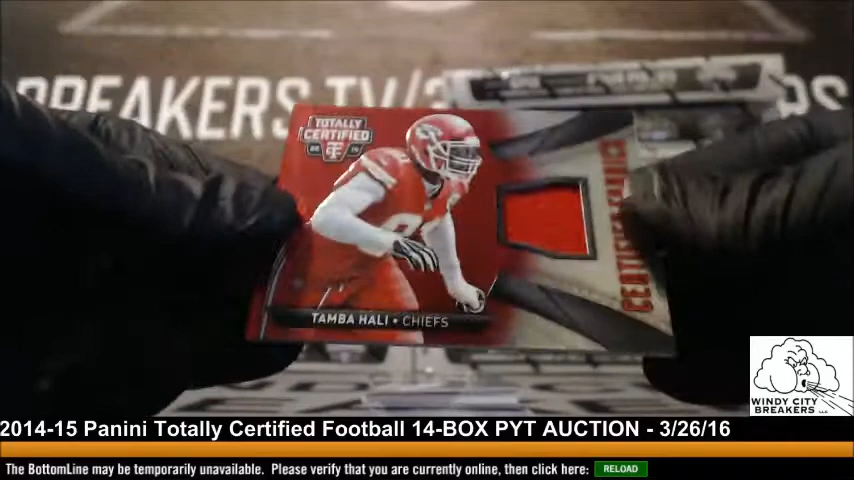 BREAKERS.TV/
TOTALLY
CERTIFIED
TAMBA HALI • CHIEFS
WINDY CITY
BREAKERS LLC
2014-15 Panini Totally Certified Football 14-BOX PYT AUCTION - 3/26/16
The BottomLine may be temporarily unavailable. Please verify that you are currently online, then click here: RELOAD